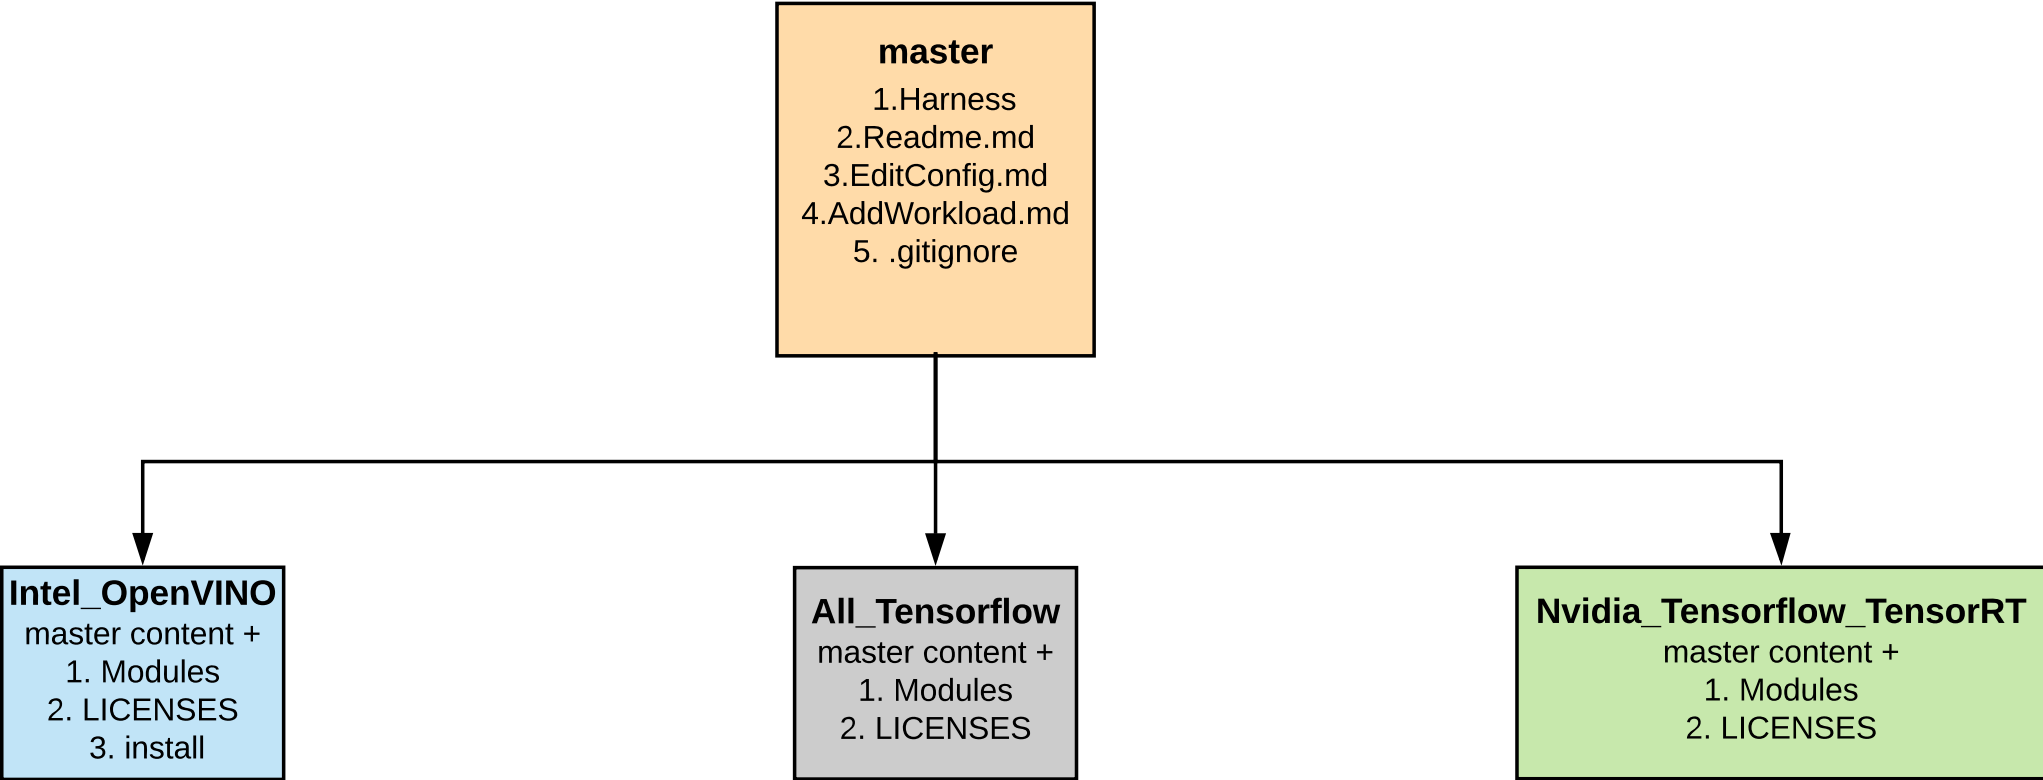 master
1.Harness
2.Readme.md
3.EditConfig.md
4.AddWorkload.md
5. .gitignore
Intel_OpenVINO
master content +
1. Modules
2. LICENSES
3. install
All_Tensorflow
master content +
1. Modules
2. LICENSES
Nvidia_Tensorflow_TensorRT
master content +
1. Modules
2. LICENSES